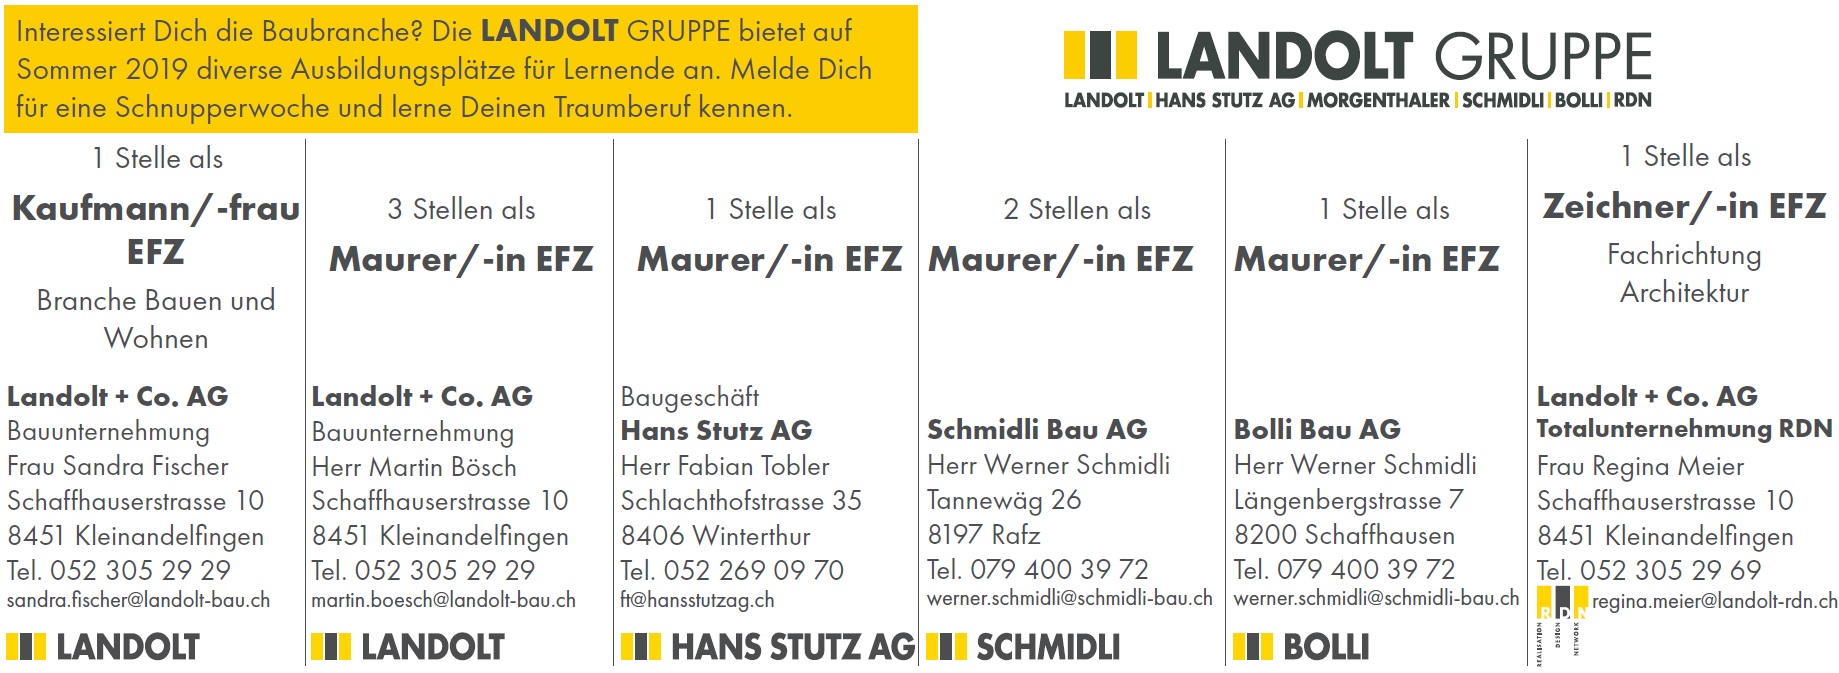 Interessiert Dich die Baubranche? Die LANDOLT GRUPPE bietet auf
Sommer 2019 diverse Ausbildungsplätze für Lernende an. Melde Dich
für eine Schnupperwoche und lerne Deinen Traumberuf kennen.
LANDOLT GRUPPE
LANDOLT | HANS STUTZ AG | MORGENTHALER | SCHMIDLI | BOLLI | RDN
1 Stelle als
Kaufmann/-frau
EFZ
Branche Bauen und
Wohnen
Landolt + Co. AG
Bauunternehmung
Frau Sandra Fischer
Schaffhauserstrasse 10
8451 Kleinandelfingen
Tel. 052 305 29 29
sandra.fischer@landolt-bau.ch
LANDOLT
3 Stellen als
Maurer/-in EFZ
Landolt + Co. AG
Bauunternehmung
Herr Martin Bösch
Schaffhauserstrasse 10
8451 Kleinandelfingen
Tel. 052 305 29 29
martin.boesch@landolt-bau.ch
LANDOLT
1 Stelle als
Maurer/-in EFZ
Baugeschäft
Hans Stutz AG
Herr Fabian Tobler
Schlachthofstrasse 35
8406 Winterthur
Tel. 052 269 09 70
ft@hansstutzag.ch
HANS STUTZ AG
2 Stellen als
Maurer/-in EFZ
Schmidli Bau AG
Herr Werner Schmidli
Tannewäg 26
8197 Rafz
Tel. 079 400 39 72
werner.schmidli@schmidli-bau.ch
SCHMIDLI
1 Stelle als
Maurer/-in EFZ
Bolli Bau AG
Herr Werner Schmidli
Längenbergstrasse 7
8200 Schaffhausen
Tel. 079 400 39 72
werner.schmidli@schmidli-bau.ch
BOLLI
1 Stelle als
Zeichner/-in EFZ
Fachrichtung
Architektur
Landolt + Co. AG
Totalunternehmung RDN
Frau Regina Meier
Schaffhauserstrasse 10
8451 Kleinandelfingen
Tel. 052 305 29 69
regina.meier@landolt-rdn.ch
RDN
REALISATION
DESIGN
NETWORK